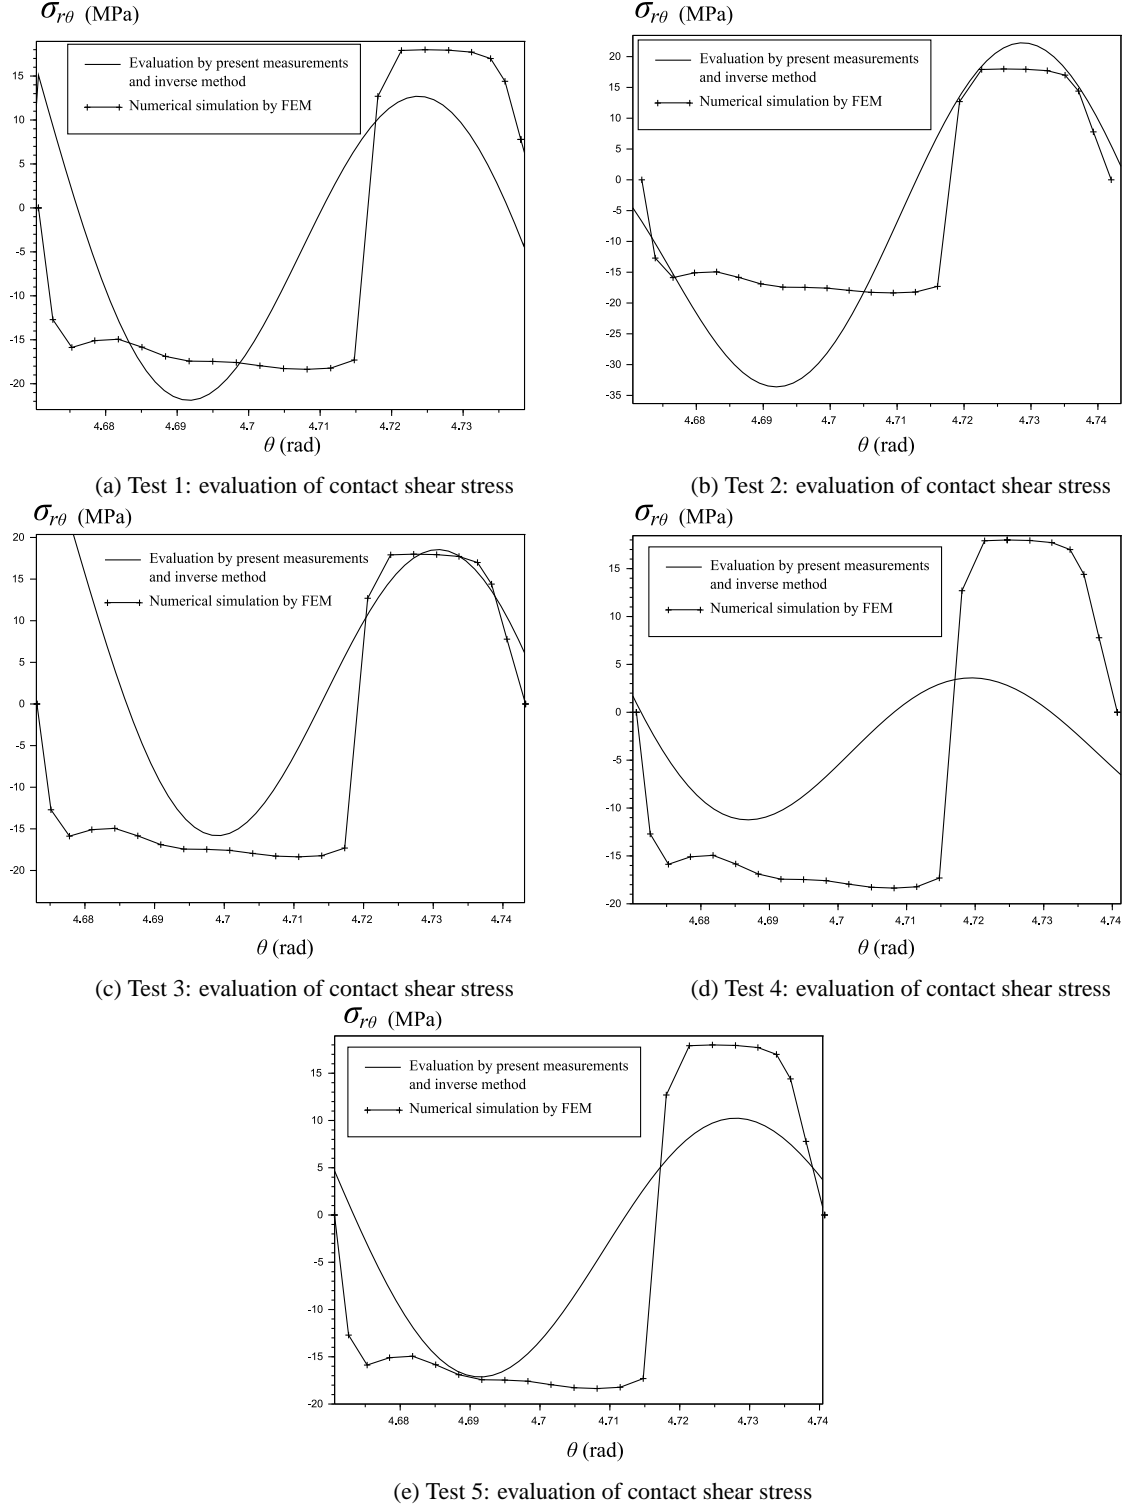 σrθ (MPa)
Evaluation by present measurements
and inverse method
Numerical simulation by FEM
15
10
5
0
-5
-10
-15
-20
4.68 4.69 4.7 4.71 4.72 4.73
θ (rad)
(a) Test 1: evaluation of contact shear stress
σrθ (MPa)
Evaluation by present measurements
and inverse method
Numerical simulation by FEM
20
15
10
5
0
-5
-10
-15
-20
-25
-30
-35
4.68 4.69 4.7 4.71 4.72 4.73 4.74
θ (rad)
(b) Test 2: evaluation of contact shear stress
σrθ (MPa)
Evaluation by present measurements
and inverse method
Numerical simulation by FEM
20
15
10
5
0
-5
-10
-15
-20
4.68 4.69 4.7 4.71 4.72 4.73 4.74
θ (rad)
(c) Test 3: evaluation of contact shear stress
σrθ (MPa)
Evaluation by present measurements
and inverse method
Numerical simulation by FEM
15
10
5
0
-5
-10
-15
-20
4.68 4.69 4.7 4.71 4.72 4.73 4.74
θ (rad)
(d) Test 4: evaluation of contact shear stress
σrθ (MPa)
Evaluation by present measurements
and inverse method
Numerical simulation by FEM
15
10
5
0
-5
-10
-15
-20
4.68 4.69 4.7 4.71 4.72 4.73 4.74
θ (rad)
(e) Test 5: evaluation of contact shear stress